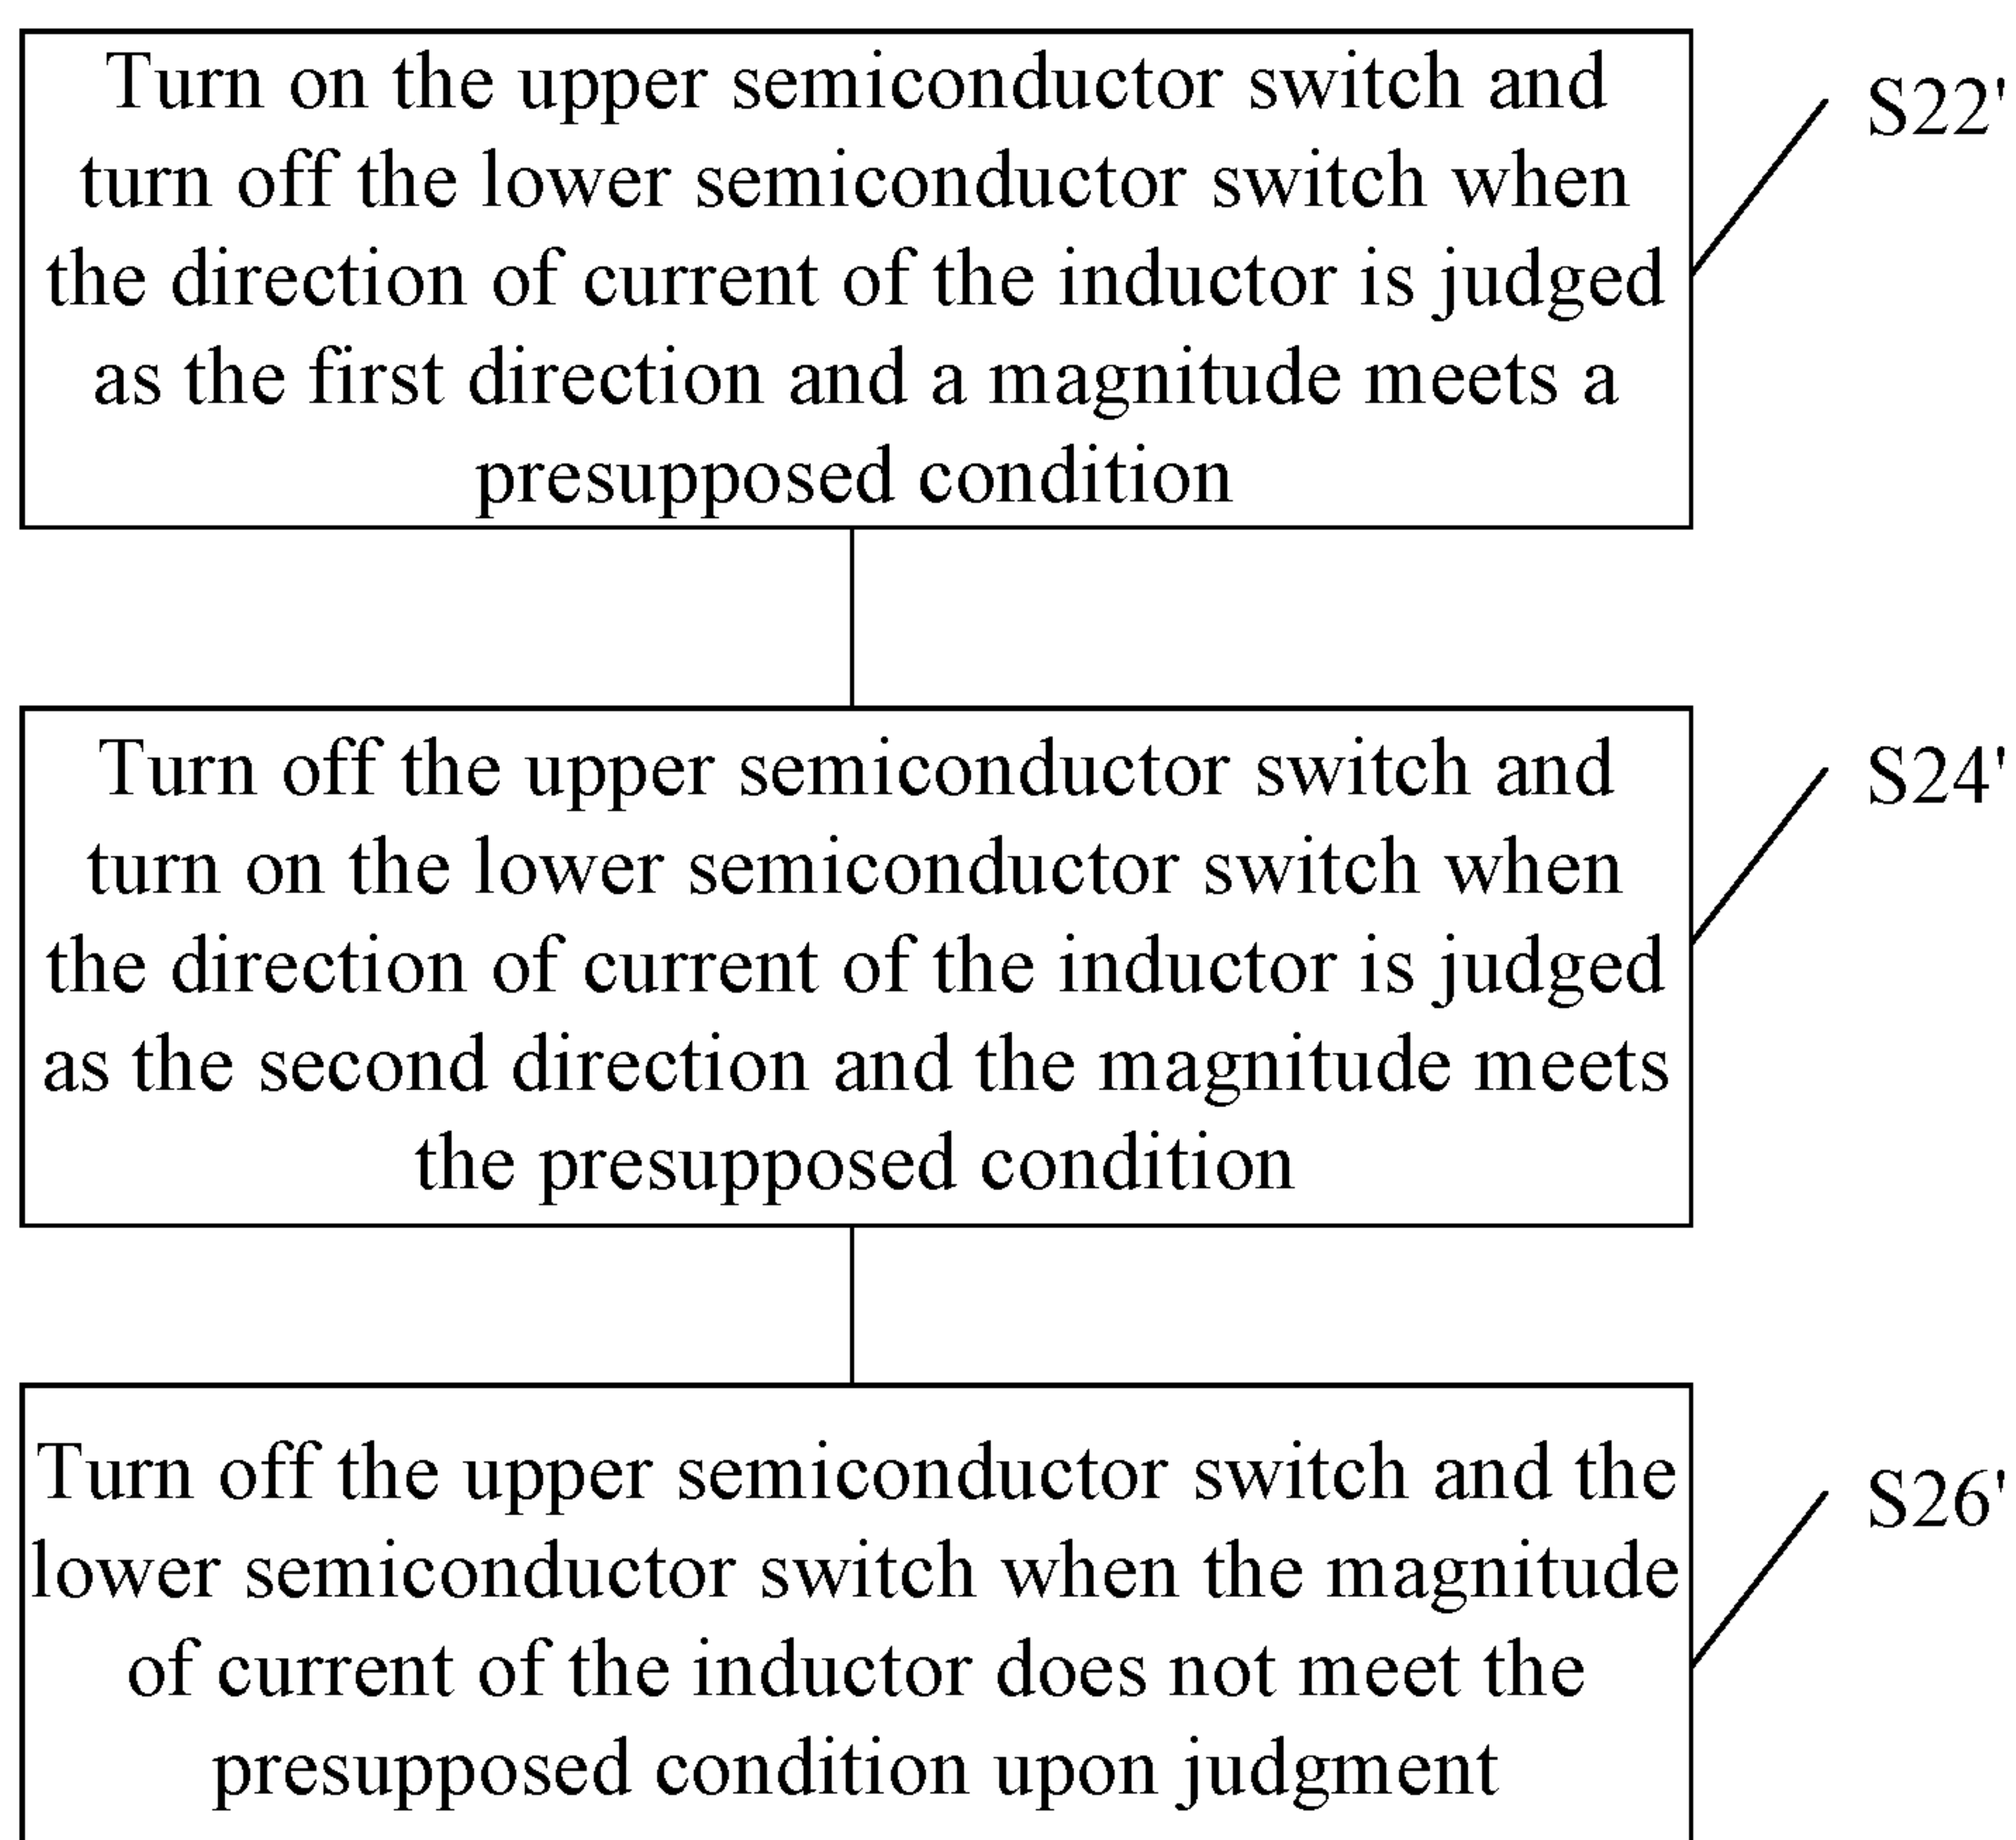 Turn on the upper semiconductor switch and
turn off the lower semiconductor switch when
the direction of current of the inductor is judged
as the first direction and a magnitude meets a
presupposed condition
S22'
Turn off the upper semiconductor switch and
turn on the lower semiconductor switch when
the direction of current of the inductor is judged
as the second direction and the magnitude meets
the presupposed condition
S24'
Turn off the upper semiconductor switch and the
lower semiconductor switch when the magnitude
of current of the inductor does not meet the
presupposed condition upon judgment
S26'